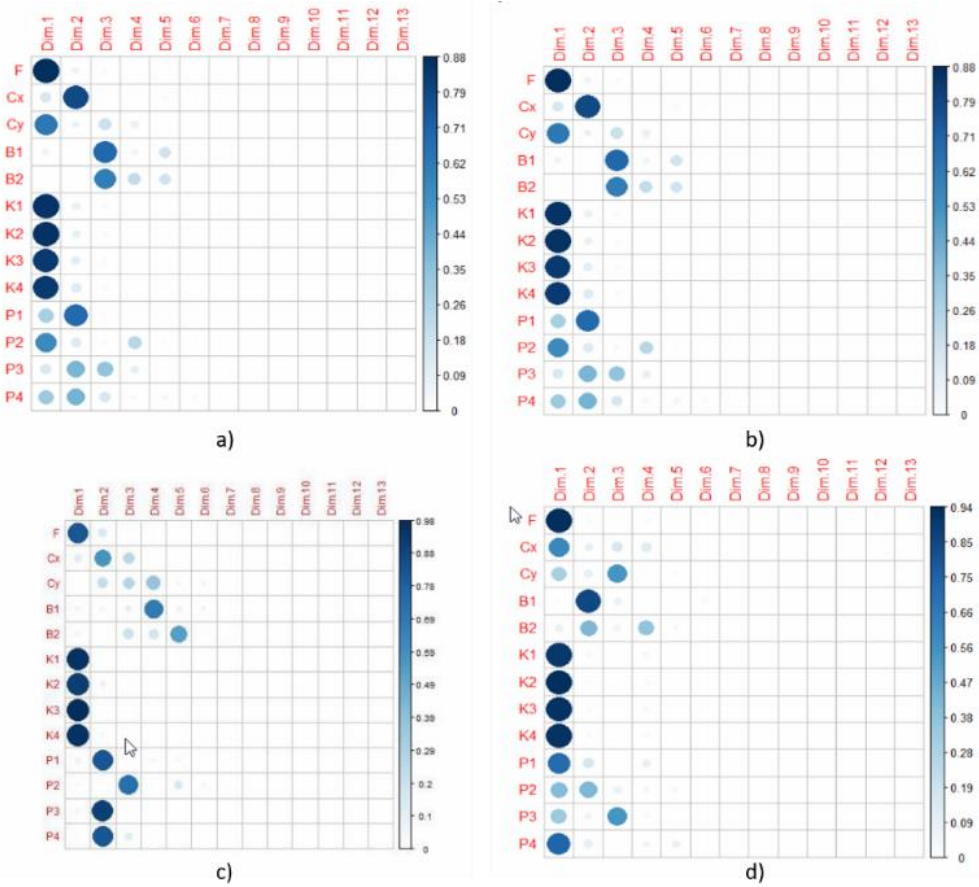 Dim.1 Dim.2 Dim.3 Dim.4 Dim.5 Dim.6 Dim.7 Dim.8 Dim.9 Dim.10 Dim.11 Dim.12 Dim.13
F
Cx
Cy
B1
B2
K1
K2
K3
K4
P1
P2
P3
P4
0.88
0.79
0.71
0.62
0.53
0.44
0.35
0.26
0.18
0.09
0
a)
Dim.1 Dim.2 Dim.3 Dim.4 Dim.5 Dim.6 Dim.7 Dim.8 Dim.9 Dim.10 Dim.11 Dim.12 Dim.13
F
Cx
Cy
B1
B2
K1
K2
K3
K4
P1
P2
P3
P4
0.88
0.79
0.71
0.62
0.53
0.44
0.35
0.26
0.18
0.09
0
b)
Dim.1 Dim.2 Dim.3 Dim.4 Dim.5 Dim.6 Dim.7 Dim.8 Dim.9 Dim.10 Dim.11 Dim.12 Dim.13
F
Cx
Cy
B1
B2
K1
K2
K3
K4
P1
P2
P3
P4
0.98
0.88
0.78
0.69
0.59
0.49
0.39
0.29
0.2
0.1
0
c)
Dim.1 Dim.2 Dim.3 Dim.4 Dim.5 Dim.6 Dim.7 Dim.8 Dim.9 Dim.10 Dim.11 Dim.12 Dim.13
F
Cx
Cy
B1
B2
K1
K2
K3
K4
P1
P2
P3
P4
0.94
0.85
0.75
0.66
0.56
0.47
0.38
0.28
0.19
0.09
0
d)